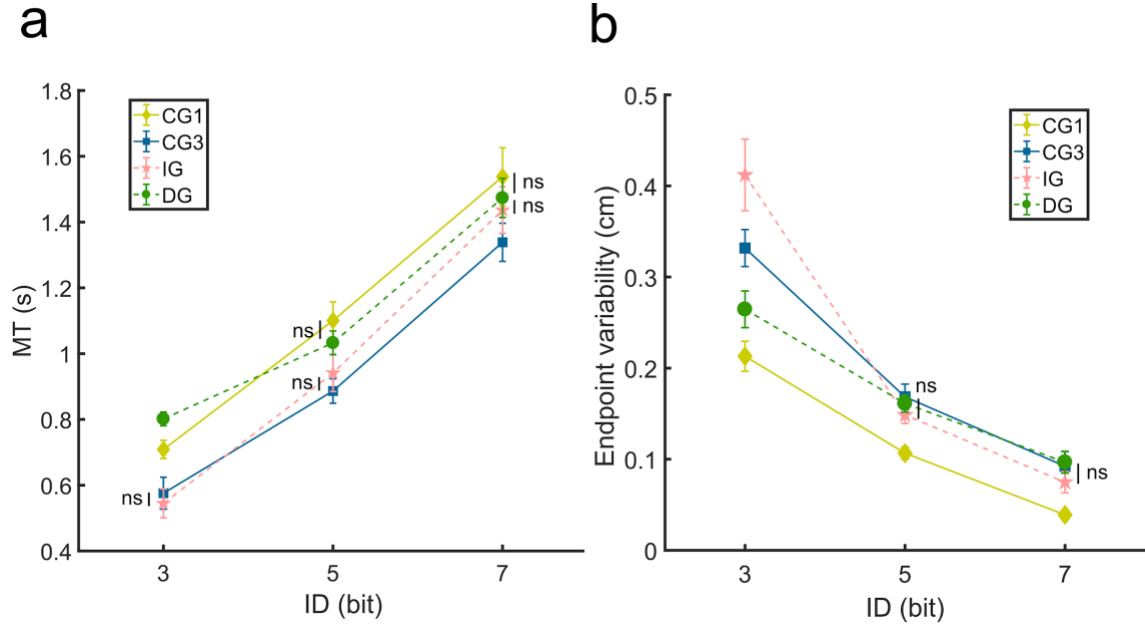 a
1.8
1.6
1.4
1.2
1
0.8
0.6
0.4
MT (s)
CG1
CG3
IG
DG
ns
ns
ns
ns
ns
3
5
7
ID (bit)
b
0.5
0.4
0.3
0.2
0.1
0
Endpoint variability (cm)
CG1
CG3
IG
DG
ns
ns
3
5
7
ID (bit)